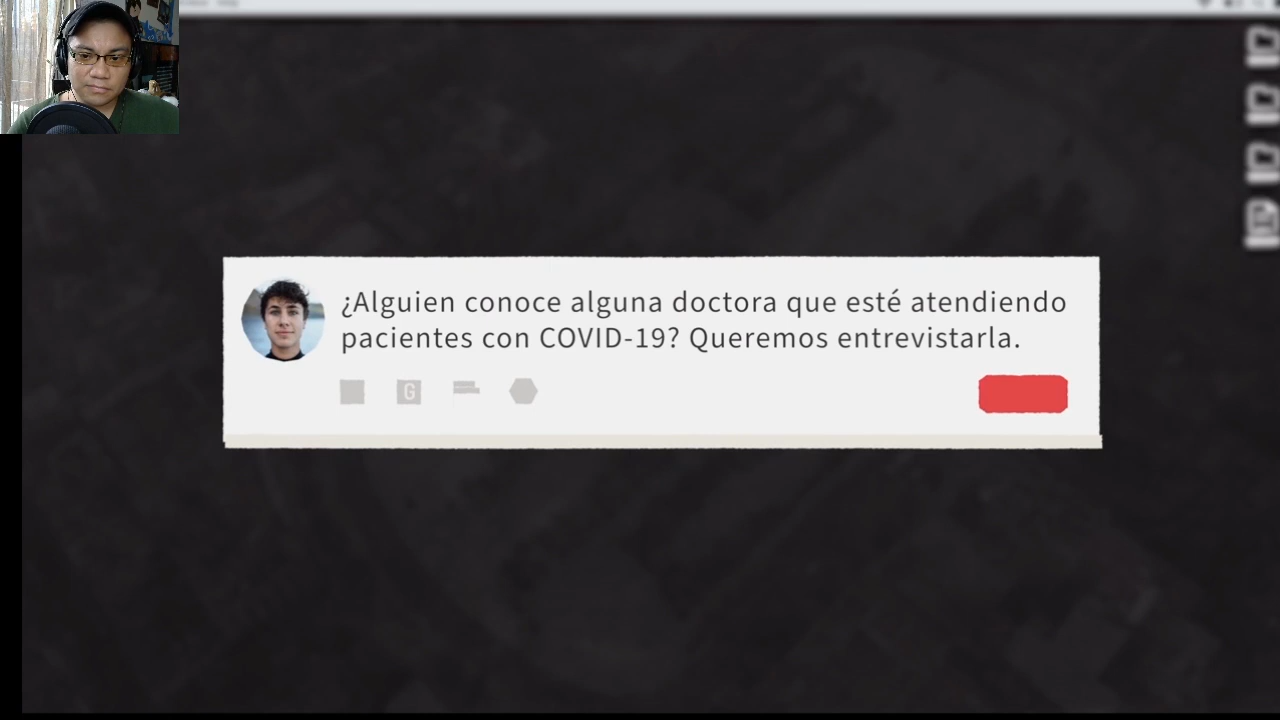 ¿Alguien conoce alguna doctora que esté atendiendo
pacientes con COVID-19? Queremos entrevistarla.
G